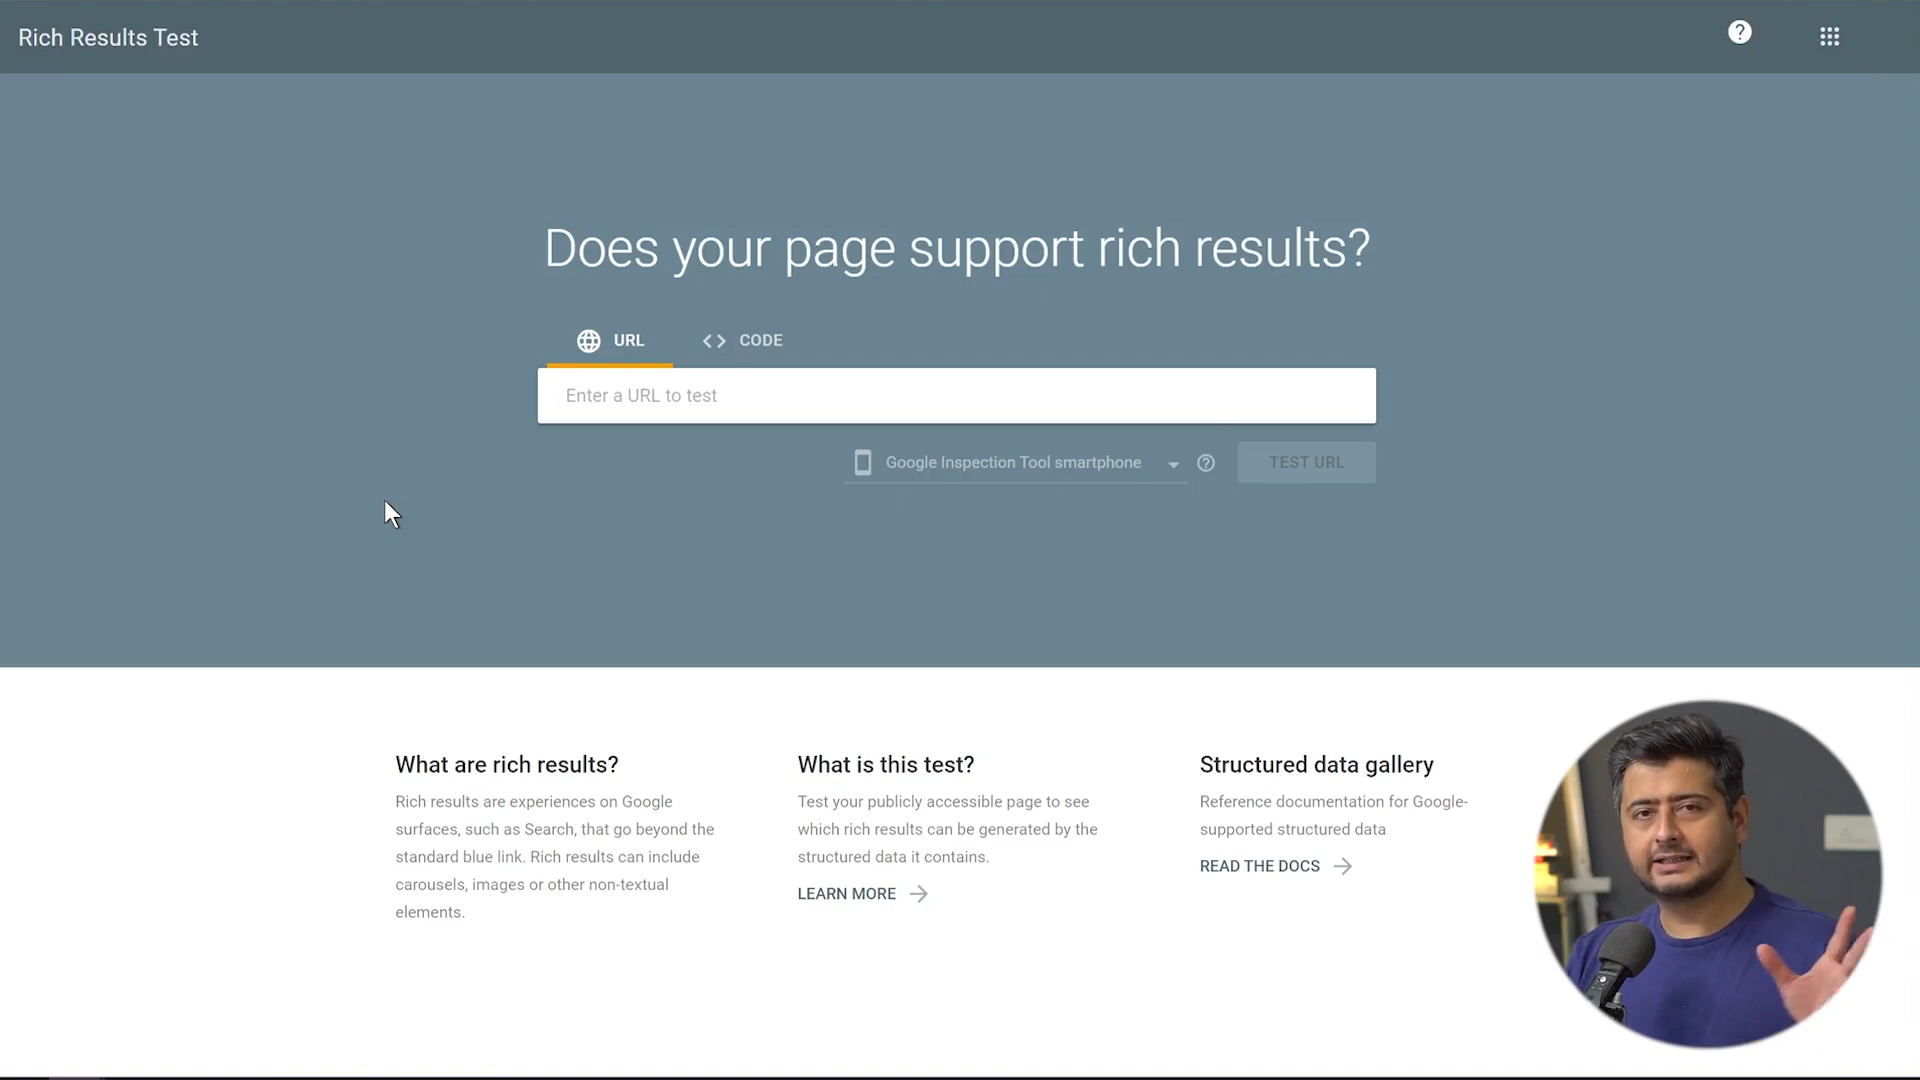 Rich Results Test
Does your page support rich results?
URL
CODE
Enter a URL to test
Google Inspection Tool smartphone
TEST URL
What are rich results?
Rich results are experiences on Google
surfaces, such as Search, that go beyond the
standard blue link. Rich results can include
carousels, images or other non-textual
elements.
What is this test?
Test your publicly accessible page to see
which rich results can be generated by the
structured data it contains.
LEARN MORE
Structured data gallery
Reference documentation for Google-
supported structured data
READ THE DOCS